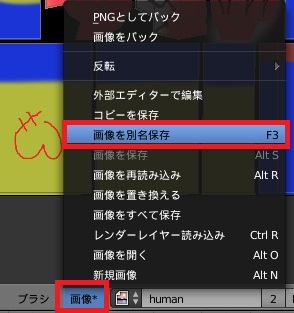 PNGとしてパック
画像をパック
反転
外部エディターで編集
コピーを保存
画像を別名保存 F3
画像を保存 Alt S
画像を再読み込み Alt R
画像を置き換える
画像をすべて保存
レンダーレイヤー読み込み Ctrl R
画像を開く Alt O
新規画像 Alt N
ブラシ 画像* human 2